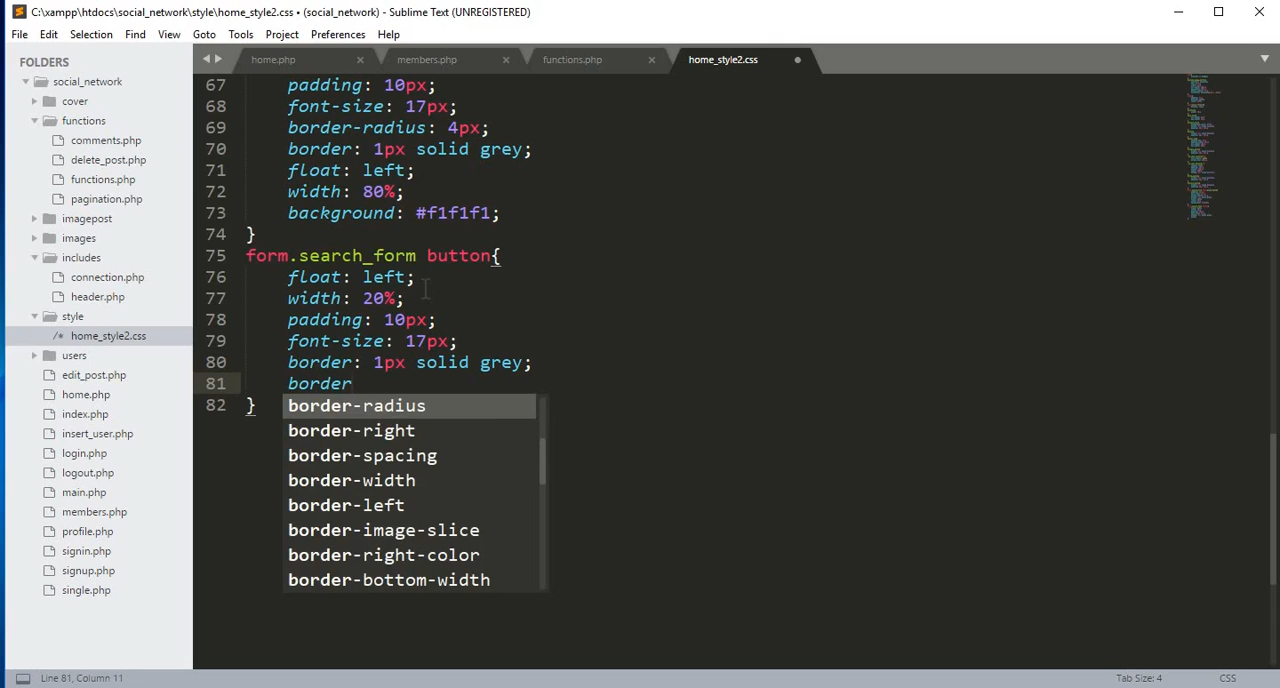 C:\xampp\htdocs\social_network\style\home_style2.css • (social_network) - Sublime Text (UNREGISTERED)
File Edit Selection Find View Goto Tools Project Preferences Help
FOLDERS
social_network
cover
functions
comments.php
delete_post.php
functions.php
pagination.php
imagepost
images
includes
connection.php
header.php
style
/* home_style2.css
users
edit_post.php
home.php
index.php
insert_user.php
login.php
logout.php
main.php
members.php
profile.php
signin.php
signup.php
single.php
home.php members.php functions.php home_style2.css
67 padding: 10px;
68 font-size: 17px;
69 border-radius: 4px;
70 border: 1px solid grey;
71 float: left;
72 width: 80%;
73 background: #f1f1f1;
74 }
75 form.search_form button{
76 float: left;
77 width: 20%;
78 padding: 10px;
79 font-size: 17px;
80 border: 1px solid grey;
81 border
82 }
border-radius
border-right
border-spacing
border-width
border-left
border-image-slice
border-right-color
border-bottom-width
Line 81, Column 11 Tab Size: 4 CSS